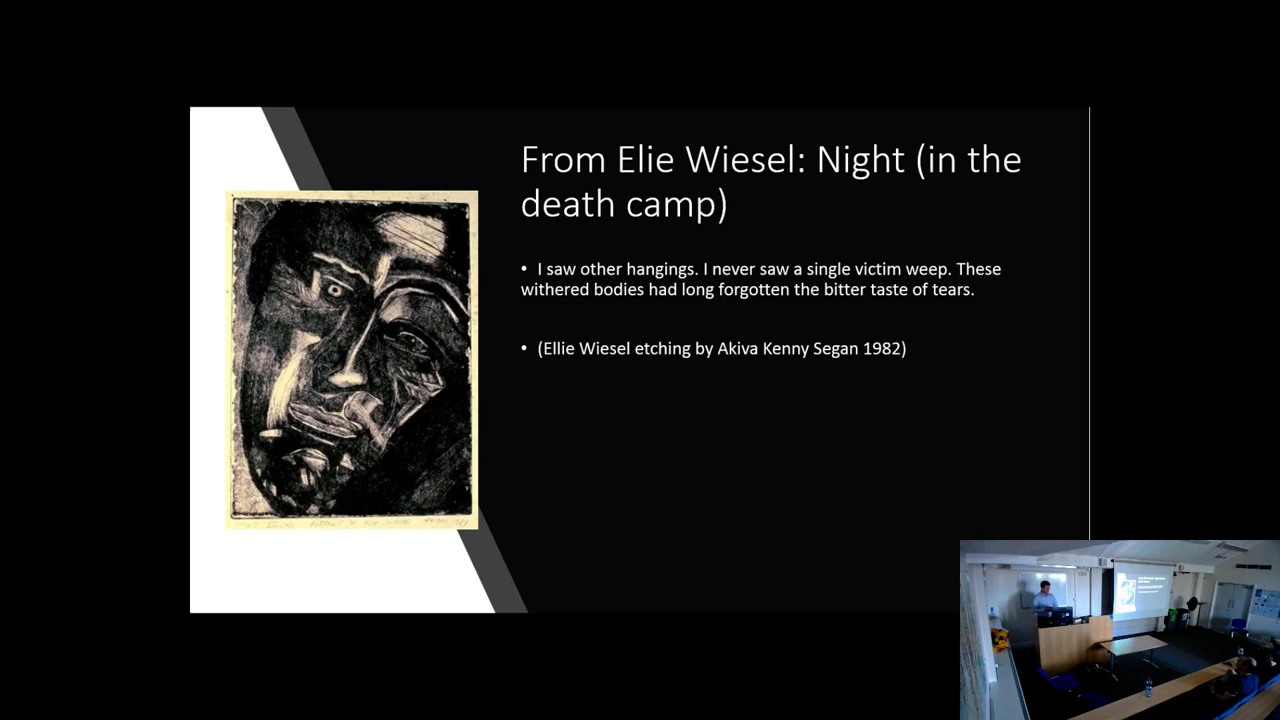 From Elie Wiesel: Night (in the
death camp)
• I saw other hangings. I never saw a single victim weep. These
withered bodies had long forgotten the bitter taste of tears.
• (Ellie Wiesel etching by Akiva Kenny Segan 1982)